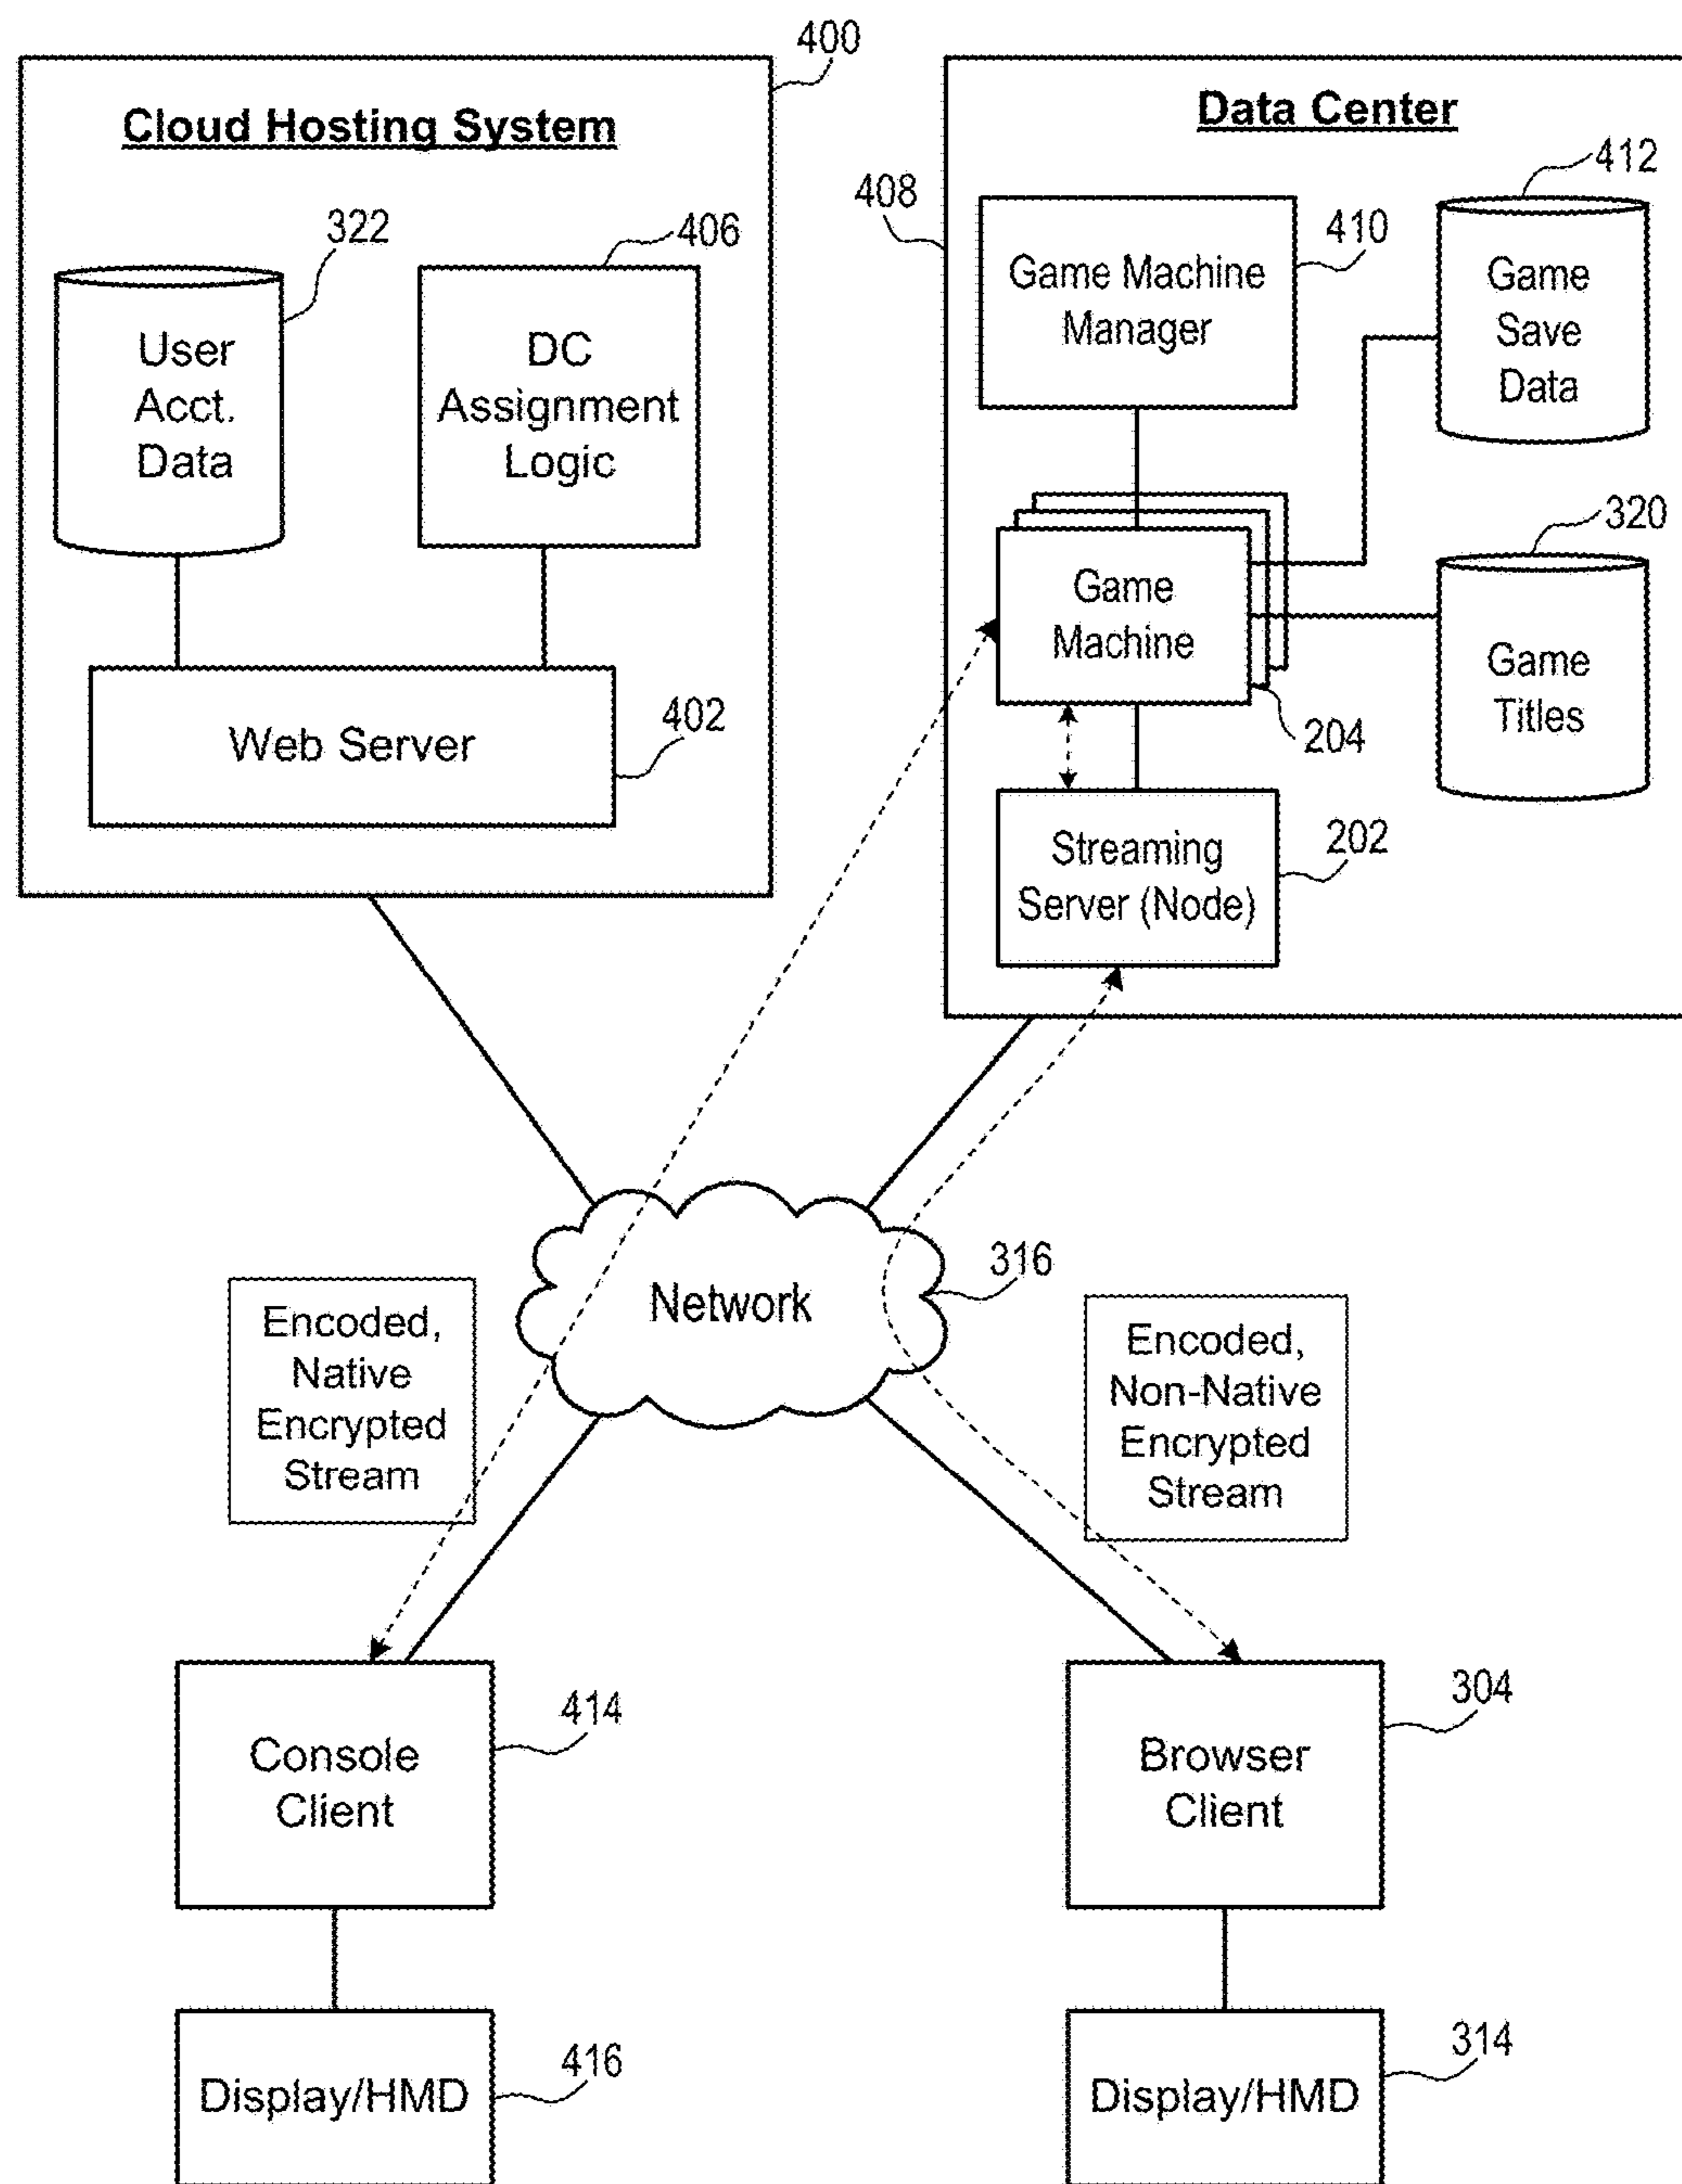 400
Cloud Hosting System
322
406
User
Acct.
Data
DC
Assignment
Logic
Web Server
402
Data Center
408
412
410
Game Machine
Manager
Game
Save
Data
320
Game
Machine
Game
Titles
204
Streaming
Server (Node)
202
Network
316
Encoded,
Native
Encrypted
Stream
Encoded,
Non-Native
Encrypted
Stream
Console
Client
414
Browser
Client
304
Display/HMD
416
Display/HMD
314